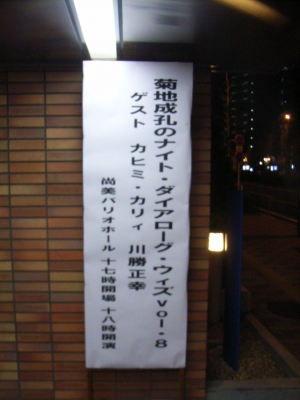 菊地成孔のナイト・ダイアローグ・ウィズvol・8
ゲスト カヒミ・カリィ 川勝正幸
尚美バリオホール 十七時開場 十八時開演